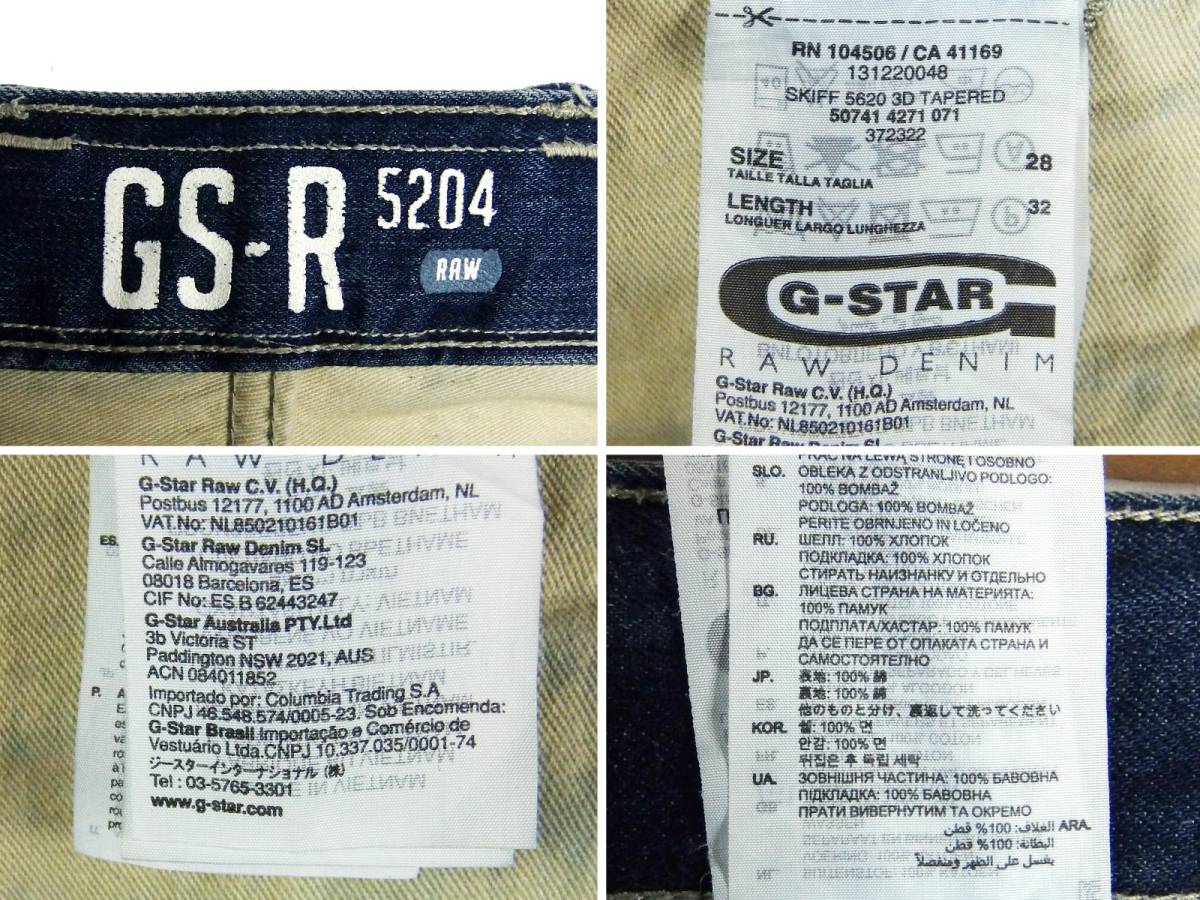 GS-R 5204
RAW
RN 104506 / CA 41169
131220048
SKIFF 5620 3D TAPERED
50741 4271 071
372322
SIZE 28
TAILLE TALLA TAGLIA
LENGTH 32
LONGUER LARGO LUNGHEZZA
G-STAR
RAW DENIM
G-Star Raw C.V. (H.Q.)
Postbus 12177, 1100 AD Amsterdam, NL
VAT.No: NL850210161B01
G-Star Raw Denim SL
RAW DENIM
G-Star Raw C.V. (H.Q.)
Postbus 12177, 1100 AD Amsterdam, NL
VAT.No: NL850210161B01
G-Star Raw Denim SL
Calle Almogavares 119-123
08018 Barcelona, ES
CIF No: ES B 62443247
G-Star Australia PTY.Ltd
3b Victoria ST
Paddington NSW 2021, AUS
ACN 084011852
Importado por: Columbia Trading S.A
CNPJ 46.548.574/0005-23. Sob Encomenda:
G-Star Brasil Importação e Comércio de
Vestuário Ltda.CNPJ 10.337.035/0001-74
ジースターインターナショナル (株)
Tel : 03-5765-3301
www.g-star.com
PRAĆ NA LEWĄ STRONĘ I OSOBNO
SLO. OBLEKA Z ODSTRANLJIVO PODLOGO:
100% BOMBAŽ
PODLOGA: 100% BOMBAŽ
PERITE OBRNJENO IN LOČENO
RU. ШЕЛЛ: 100% ХЛОПОК
ПОДКЛАДКА: 100% ХЛОПОК
СТИРАТЬ НАИЗНАНКУ И ОТДЕЛЬНО
BG. ЛИЦЕВА СТРАНА НА МАТЕРИЯТА:
100% ПАМУК
ПОДПЛАТА/ХАСТАР: 100% ПАМУК
ДА СЕ ПЕРЕ ОТ ОПАКАТА СТРАНА И
САМОСТОЯТЕЛНО
JP. 表地: 100% 綿
裏地: 100% 綿
他のものと分け、裏返して洗ってください
KOR. 쉘: 100% 면
안감: 100% 면
뒤집은 후 독립 세탁
UA. ЗОВНІШНЯ ЧАСТИНА: 100% БАВОВНА
ПІДКЛАДКА: 100% БАВОВНА
ПРАТИ ВИВЕРНУТИМ ТА ОКРЕМО
ARA. الغلاف: 100% قطن
البطانة: 100% قطن
يغسل على الظهر ومنفصلاً